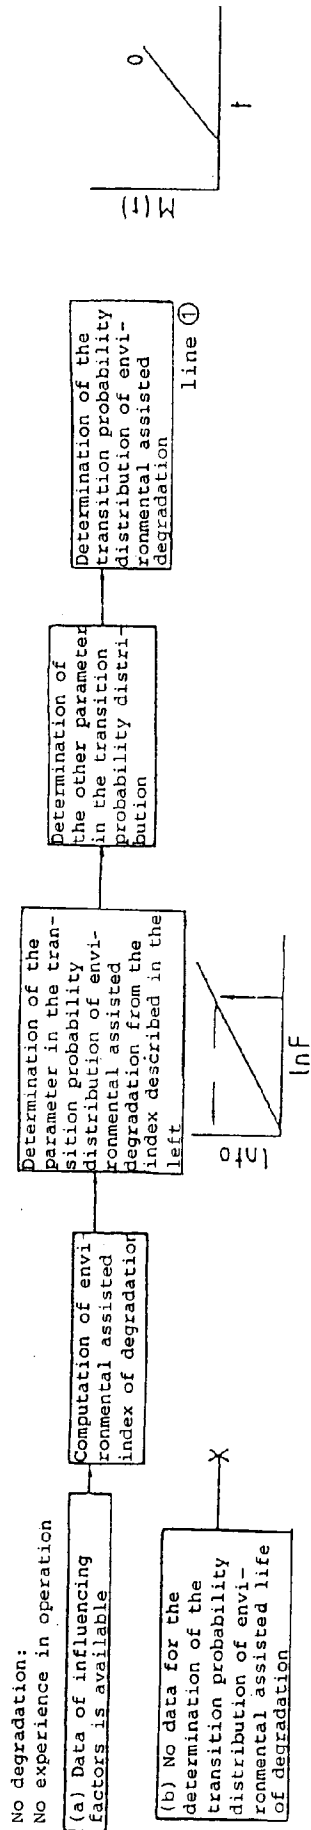 No degradation:
No experience in operation
(a) Data of influencing
factors is available
Computation of envi-
ronmental assisted
index of degradation
Determination of the
parameter in the tran-
sition probability
distribution of envi-
ronmental assisted
degradation from the
index described in the
left
lnto
lnF
Determination of
the other parameter
in the transition
probability distri-
bution
Determination of the
transition probability
distribution of envi-
ronmental assisted
degradation
line ①
M(t)
t
O
(b) No data for the
determination of the
transition probability
distribution of envi-
ronmental assisted life
of degradation
X